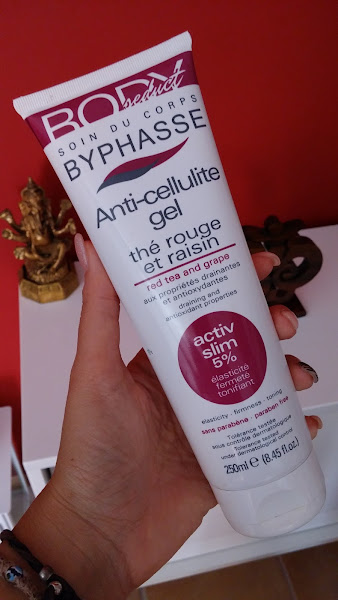 BODY
seduct
SOIN DU CORPS
BYPHASSE
Anti-cellulite
gel
thé rouge
et raisin
red tea and grape
aux propriétés drainantes
et antioxydantes
draining and
antioxidant properties
activ
slim
5%
élasticité
fermeté
tonifiant
elasticity - firmness - toning
sans parabène - paraben free
Tolérance testée
sous contrôle dermatologique
Tolerance tested
under dermatological control
250ml e (8.45 fl.oz.)